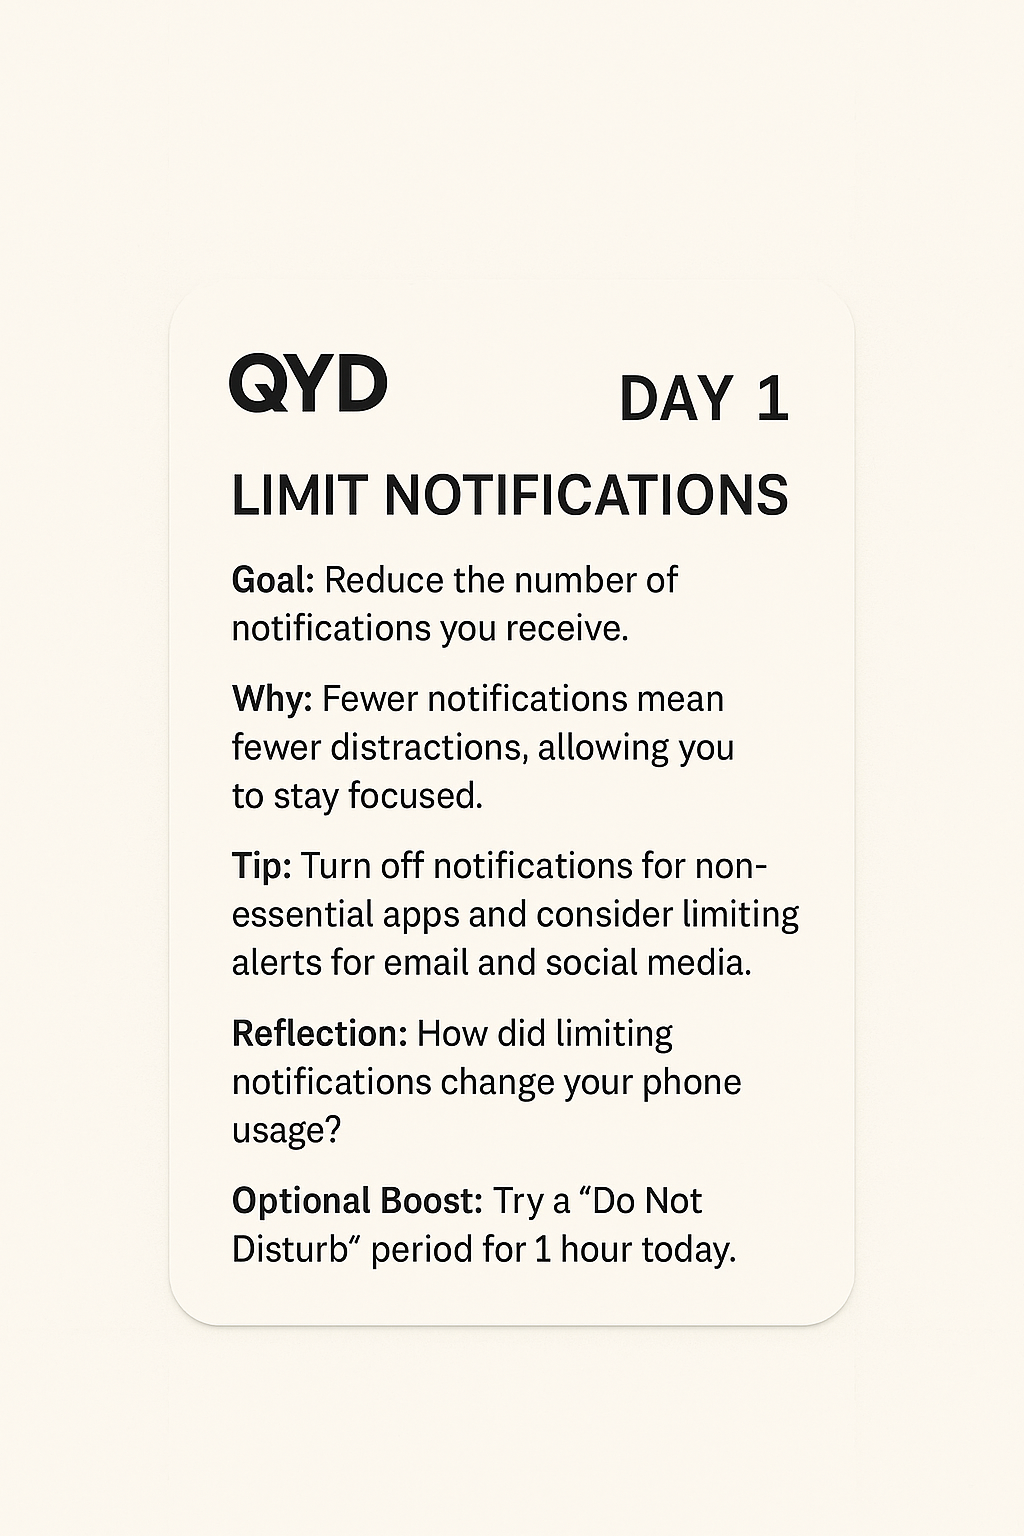 QYD
DAY 1
LIMIT NOTIFICATIONS
Goal: Reduce the number of
notifications you receive.
Why: Fewer notifications mean
fewer distractions, allowing you
to stay focused.
Tip: Turn off notifications for non-
essential apps and consider limiting
alerts for email and social media.
Reflection: How did limiting
notifications change your phone
usage?
Optional Boost: Try a “Do Not
Disturb” period for 1 hour today.